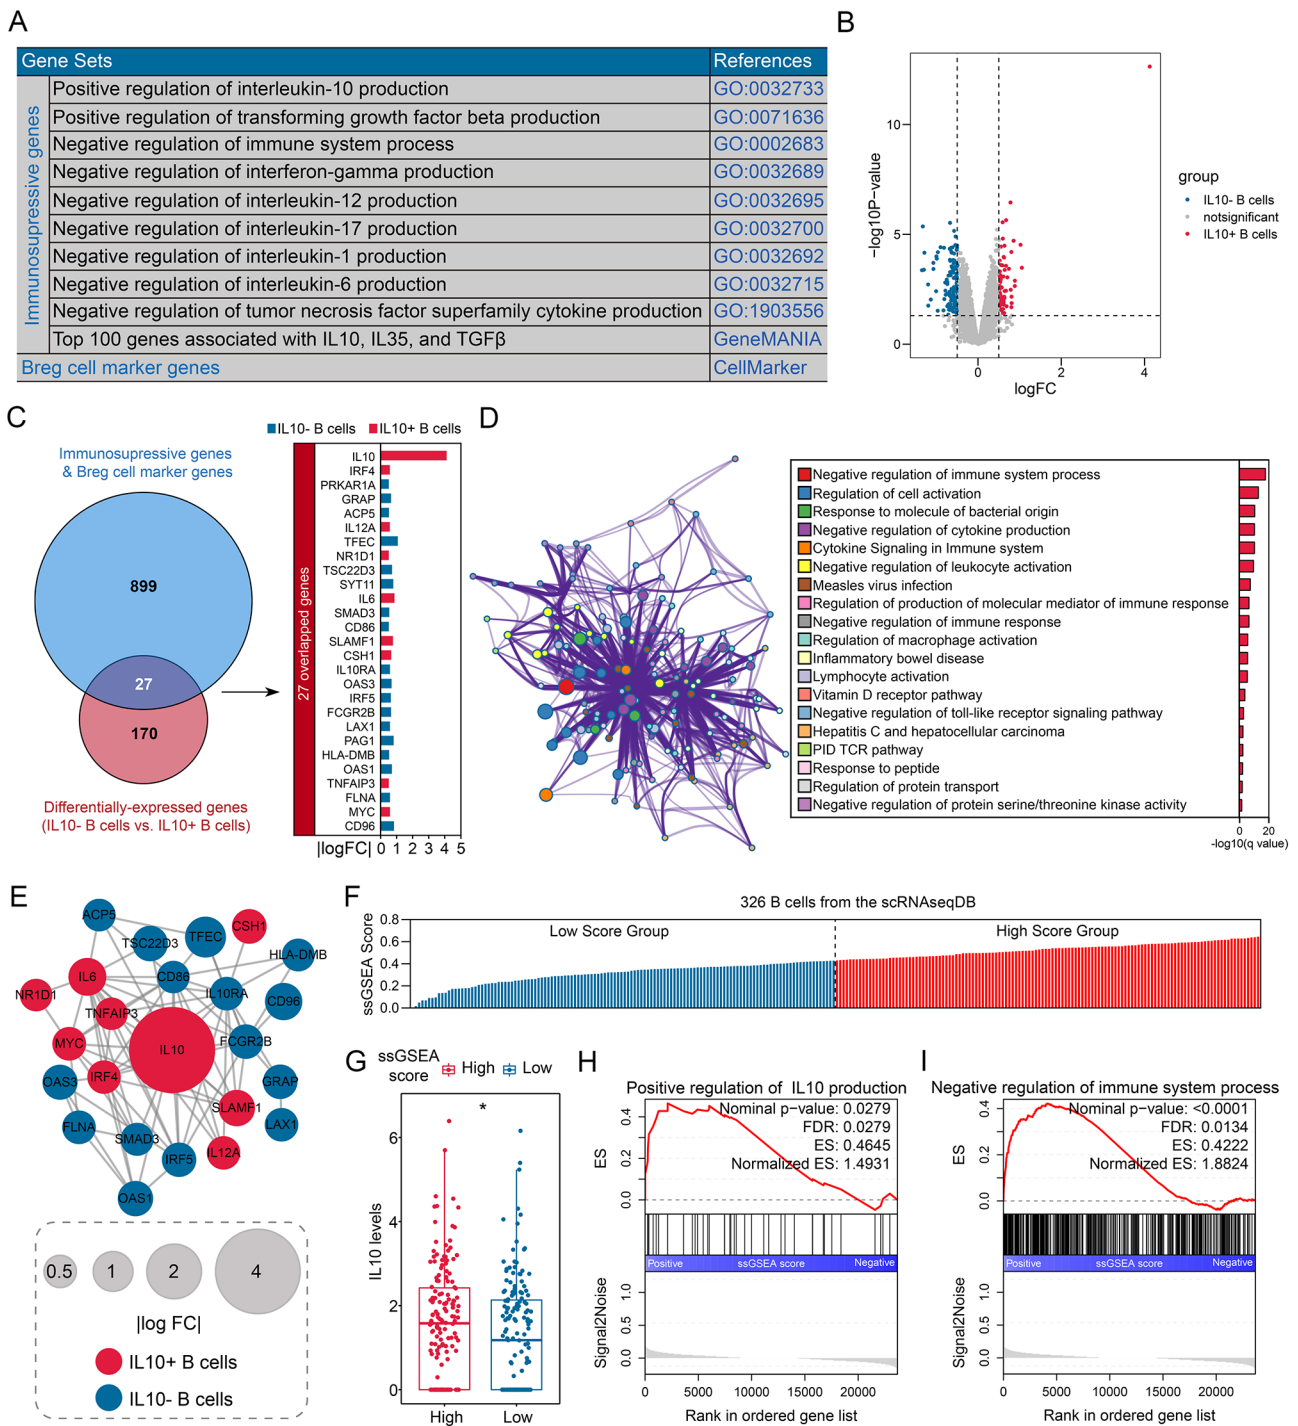 A
Gene Sets References
Immunosupressive genes
Positive regulation of interleukin-10 production GO:0032733
Positive regulation of transforming growth factor beta production GO:0071636
Negative regulation of immune system process GO:0002683
Negative regulation of interferon-gamma production GO:0032689
Negative regulation of interleukin-12 production GO:0032695
Negative regulation of interleukin-17 production GO:0032700
Negative regulation of interleukin-1 production GO:0032692
Negative regulation of interleukin-6 production GO:0032715
Negative regulation of tumor necrosis factor superfamily cytokine production GO:1903556
Top 100 genes associated with IL10, IL35, and TGFβ GeneMANIA
Breg cell marker genes CellMarker
B
−log10P−value
10
5
0
0 2 4
logFC
group
IL10- B cells
notsignificant
IL10+ B cells
C
Immunosupressive genes
& Breg cell marker genes
899
27
170
Differentially-expressed genes
(IL10- B cells vs. IL10+ B cells)
IL10- B cells IL10+ B cells
27 overlapped genes
IL10
IRF4
PRKAR1A
GRAP
ACP5
IL12A
TFEC
NR1D1
TSC22D3
SYT11
IL6
SMAD3
CD86
SLAMF1
CSH1
IL10RA
OAS3
IRF5
FCGR2B
LAX1
PAG1
HLA-DMB
OAS1
TNFAIP3
FLNA
MYC
CD96
|logFC| 0 1 2 3 4 5
D
Negative regulation of immune system process
Regulation of cell activation
Response to molecule of bacterial origin
Negative regulation of cytokine production
Cytokine Signaling in Immune system
Negative regulation of leukocyte activation
Measles virus infection
Regulation of production of molecular mediator of immune response
Negative regulation of immune response
Regulation of macrophage activation
Inflammatory bowel disease
Lymphocyte activation
Vitamin D receptor pathway
Negative regulation of toll-like receptor signaling pathway
Hepatitis C and hepatocellular carcinoma
PID TCR pathway
Response to peptide
Regulation of protein transport
Negative regulation of protein serine/threonine kinase activity
0 20
-log10(q value)
E
ACP5
TSC22D3
TFEC
CSH1
HLA-DMB
IL6
CD86
IL10RA
NR1D1
CD96
TNFAIP3
MYC
IL10
FCGR2B
OAS3
IRF4
GRAP
SLAMF1
FLNA
SMAD3
LAX1
IRF5
IL12A
OAS1
0.5 1 2 4
|log FC|
IL10+ B cells
IL10- B cells
F
326 B cells from the scRNAseqDB
ssGSEA Score
0.8
0.6
0.4
0.2
0.0
Low Score Group High Score Group
G
ssGSEA score High Low
*
IL10 levels
6
4
2
0
High Low
H
Positive regulation of IL10 production
Nominal p-value: 0.0279
FDR: 0.0279
ES: 0.4645
Normalized ES: 1.4931
ES
0.4
0.2
0.0
Positive ssGSEA score Negative
Signal2Noise
1.0
0.5
0.0
0 5000 10000 15000 20000
Rank in ordered gene list
I
Negative regulation of immune system process
Nominal p-value: <0.0001
FDR: 0.0134
ES: 0.4222
Normalized ES: 1.8824
ES
0.4
0.2
0.0
Positive ssGSEA score Negative
Signal2Noise
1.0
0.5
0.0
0 5000 10000 15000 20000
Rank in ordered gene list